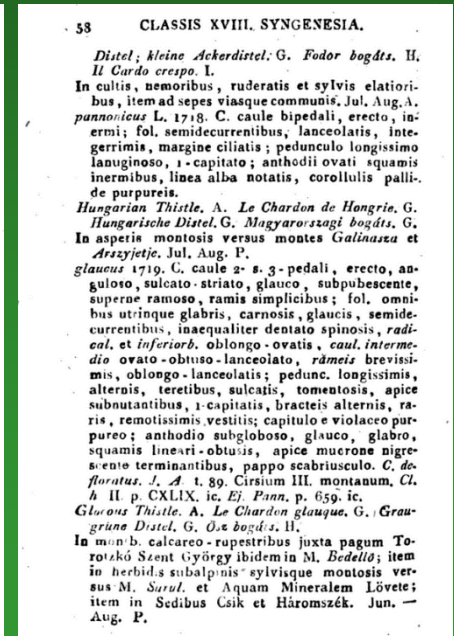 58 CLASSIS XVIII. SYNGENESIA.
Distel; kleine Ackerdistel. G. Fodor bogáts. H.
Il Cardo crespo. I.
In cultis, nemoribus, ruderatis et sylvis elatiori-
bus, item ad sepes viasque communis. Jul. Aug. A.
pannonicus L. 1718. C. caule bipedali, erecto, in-
ermi; fol. semidecurrentibus, lanceolatis, inte-
gerrimis, margine ciliatis; pedunculo longissimo
lanuginoso, 1-capitato; anthodii ovati squamis
inermibus, linea alba notatis, corollulis palli-
de purpureis.
Hungarian Thistle. A. Le Chardon de Hongrie. G.
Hungarische Distel. G. Magyarorszagi bogáts. G.
In asperis montosis versus montes Galinasza et
Arszyjetje. Jul. Aug. P.
glaucus 1719. C. caule 2- s. 3-pedali, erecto, an-
guloso, sulcato-striato, glauco, subpubescente,
superne ramoso, ramis simplicibus; fol. omni-
bus utrinque glabris, carnosis, glaucis, semide-
currentibus, inaequaliter dentato spinosis, radi-
cal. et inferiorb. oblongo-ovatis, caul. interme-
dio ovato-obtuso-lanceolato, rameis brevissi-
mis, oblongo-lanceolatis; pedunc. longissimis,
alternis, teretibus, sulcatis, tomentosis, apice
subnutantibus, 1-capitatis, bracteis alternis, ra-
ris, remotissimis vestitis; capitulo e violaceo pur-
pureo; anthodio subgloboso, glauco, glabro,
squamis lineari-obtusis, apice mucrone nigre-
scente terminantibus, pappo scabriusculo. C. de-
floratus. J. A. t. 89. Cirsium III. montanum. Cl.
h II. p. CXLIX. ic. Ej. Pann. p. 659. ic.
Glucous Thistle. A. Le Chardon glauque. G. Grau-
grüne Distel. G. Ősz bogáts. H.
In montb. calcareo-rupestribus juxta pagum To-
rotzkó Szent György ibidem in M. Bedellő; item
in herbid.s subalpinis sylvisque montosis ver-
sus M. Surul. et Aquam Mineralem Lövete;
item in Sedibus Csik et Háromszék. Jun. —
Aug. P.